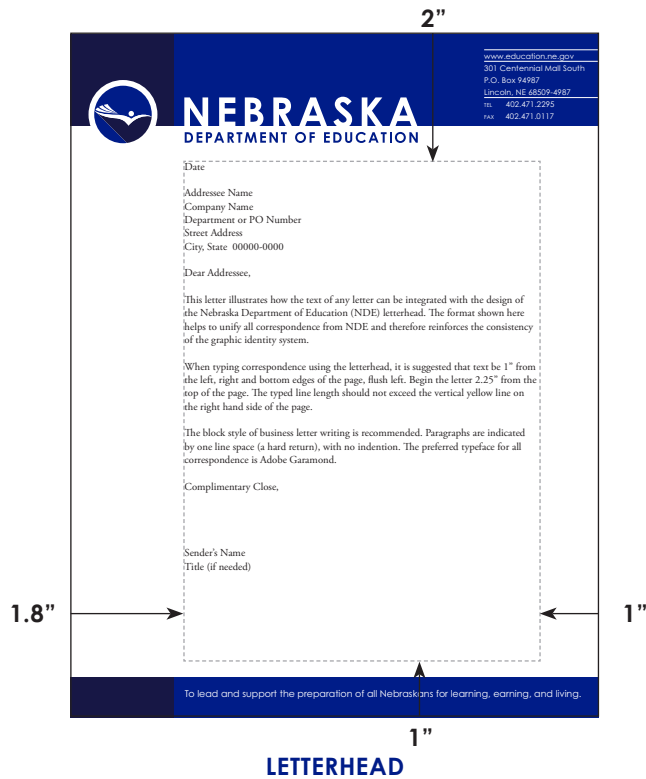 2”
www.education.ne.gov
301 Centennial Mall South
P.O. Box 94987
Lincoln, NE 68509-4987
TEL 402.471.2295
FAX 402.471.0117
NEBRASKA
DEPARTMENT OF EDUCATION
Date
Addressee Name
Company Name
Department or PO Number
Street Address
City, State 00000-0000
Dear Addressee,
This letter illustrates how the text of any letter can be integrated with the design of
the Nebraska Department of Education (NDE) letterhead. The format shown here
helps to unify all correspondence from NDE and therefore reinforces the consistency
of the graphic identity system.
When typing correspondence using the letterhead, it is suggested that text be 1” from
the left, right and bottom edges of the page, flush left. Begin the letter 2.25” from the
top of the page. The typed line length should not exceed the vertical yellow line on
the right hand side of the page.
The block style of business letter writing is recommended. Paragraphs are indicated
by one line space (a hard return), with no indention. The preferred typeface for all
correspondence is Adobe Garamond.
Complimentary Close,
Sender’s Name
Title (if needed)
1.8”
1”
To lead and support the preparation of all Nebraskans for learning, earning, and living.
1”
LETTERHEAD